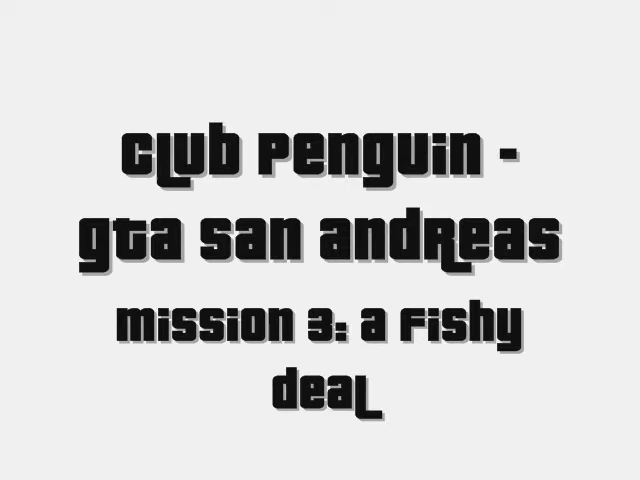 club penguin -
gta san andreas
mission 3: a fishy
deal